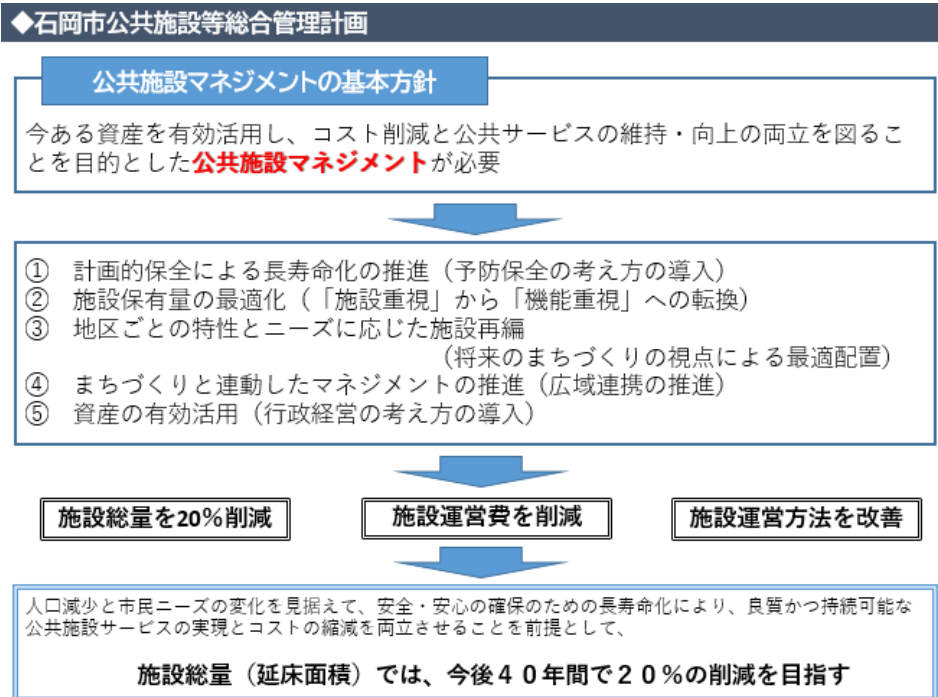 ◆石岡市公共施設等総合管理計画
公共施設マネジメントの基本方針
今ある資産を有効活用し、コスト削減と公共サービスの維持・向上の両立を図るこ
とを目的とした公共施設マネジメントが必要
① 計画的保全による長寿命化の推進（予防保全の考え方の導入）
② 施設保有量の最適化（「施設重視」から「機能重視」への転換）
③ 地区ごとの特性とニーズに応じた施設再編
（将来のまちづくりの視点による最適配置）
④ まちづくりと連動したマネジメントの推進（広域連携の推進）
⑤ 資産の有効活用（行政経営の考え方の導入）
施設総量を20％削減
施設運営費を削減
施設運営方法を改善
人口減少と市民ニーズの変化を見据えて、安全・安心の確保のための長寿命化により、良質かつ持続可能な
公共施設サービスの実現とコストの縮減を両立させることを前提として、
施設総量（延床面積）では、今後４０年間で２０％の削減を目指す